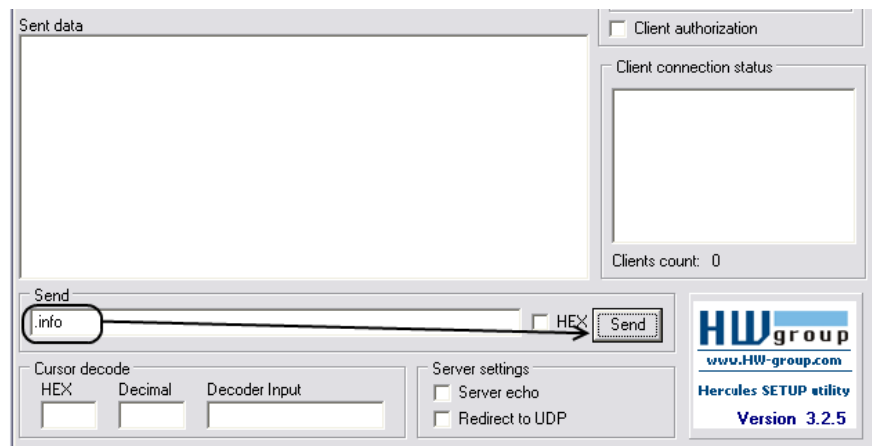 Sent data
Client authorization
Client connection status
Clients count: 0
Send
.info
HEX
Send
HWgroup
www.HW-group.com
Hercules SETUP utility
Version 3.2.5
Cursor decode
HEX Decimal Decoder Input
Server settings
Server echo
Redirect to UDP